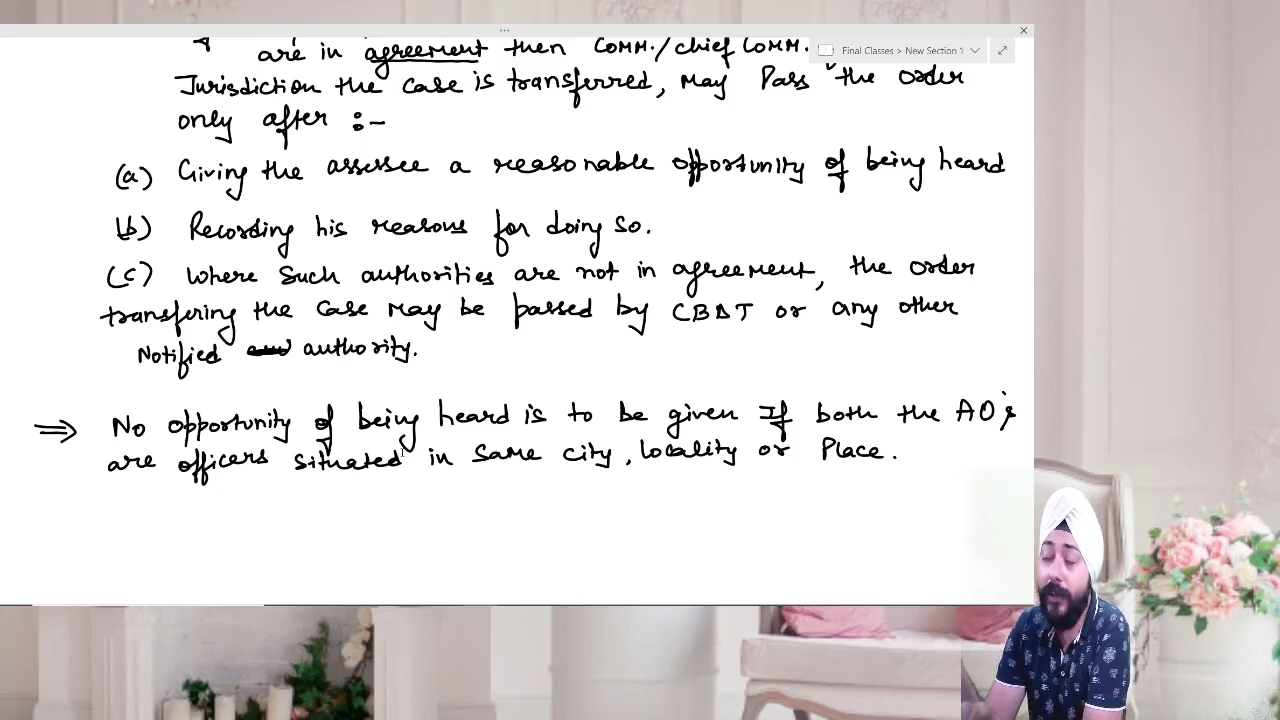 are in agreement then COMM./chief COMM.
Final Classes > New Section 1
Jurisdiction the case is transferred, may Pass the order
only after :-
(a) Giving the assessee a reasonable opportunity of being heard
(b) Recording his reasons for doing so.
(c) where such authorities are not in agreement, the order
transfering the case may be passed by CBDT or any other
Notified authority.
⇒ No opportunity of being heard is to be given If both the AO's
are officers situated in same city, locality or Place.